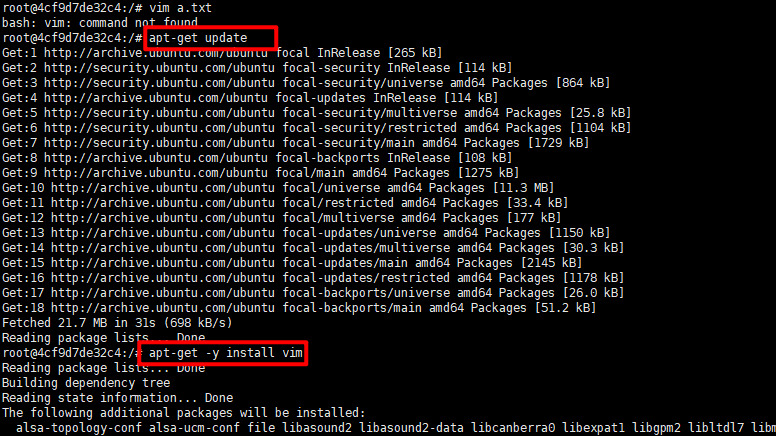 root@4cf9d7de32c4:/# vim a.txt
bash: vim: command not found
root@4cf9d7de32c4:/# apt-get update
Get:1 http://archive.ubuntu.com/ubuntu focal InRelease [265 kB]
Get:2 http://security.ubuntu.com/ubuntu focal-security InRelease [114 kB]
Get:3 http://security.ubuntu.com/ubuntu focal-security/universe amd64 Packages [864 kB]
Get:4 http://archive.ubuntu.com/ubuntu focal-updates InRelease [114 kB]
Get:5 http://security.ubuntu.com/ubuntu focal-security/multiverse amd64 Packages [25.8 kB]
Get:6 http://security.ubuntu.com/ubuntu focal-security/restricted amd64 Packages [1104 kB]
Get:7 http://security.ubuntu.com/ubuntu focal-security/main amd64 Packages [1729 kB]
Get:8 http://archive.ubuntu.com/ubuntu focal-backports InRelease [108 kB]
Get:9 http://archive.ubuntu.com/ubuntu focal/main amd64 Packages [1275 kB]
Get:10 http://archive.ubuntu.com/ubuntu focal/universe amd64 Packages [11.3 MB]
Get:11 http://archive.ubuntu.com/ubuntu focal/restricted amd64 Packages [33.4 kB]
Get:12 http://archive.ubuntu.com/ubuntu focal/multiverse amd64 Packages [177 kB]
Get:13 http://archive.ubuntu.com/ubuntu focal-updates/universe amd64 Packages [1150 kB]
Get:14 http://archive.ubuntu.com/ubuntu focal-updates/multiverse amd64 Packages [30.3 kB]
Get:15 http://archive.ubuntu.com/ubuntu focal-updates/main amd64 Packages [2145 kB]
Get:16 http://archive.ubuntu.com/ubuntu focal-updates/restricted amd64 Packages [1178 kB]
Get:17 http://archive.ubuntu.com/ubuntu focal-backports/universe amd64 Packages [26.0 kB]
Get:18 http://archive.ubuntu.com/ubuntu focal-backports/main amd64 Packages [51.2 kB]
Fetched 21.7 MB in 31s (698 kB/s)
Reading package lists... Done
root@4cf9d7de32c4:/# apt-get -y install vim
Reading package lists... Done
Building dependency tree
Reading state information... Done
The following additional packages will be installed:
alsa-topology-conf alsa-ucm-conf file libasound2 libasound2-data libcanberra0 libexpat1 libgpm2 libltdl7